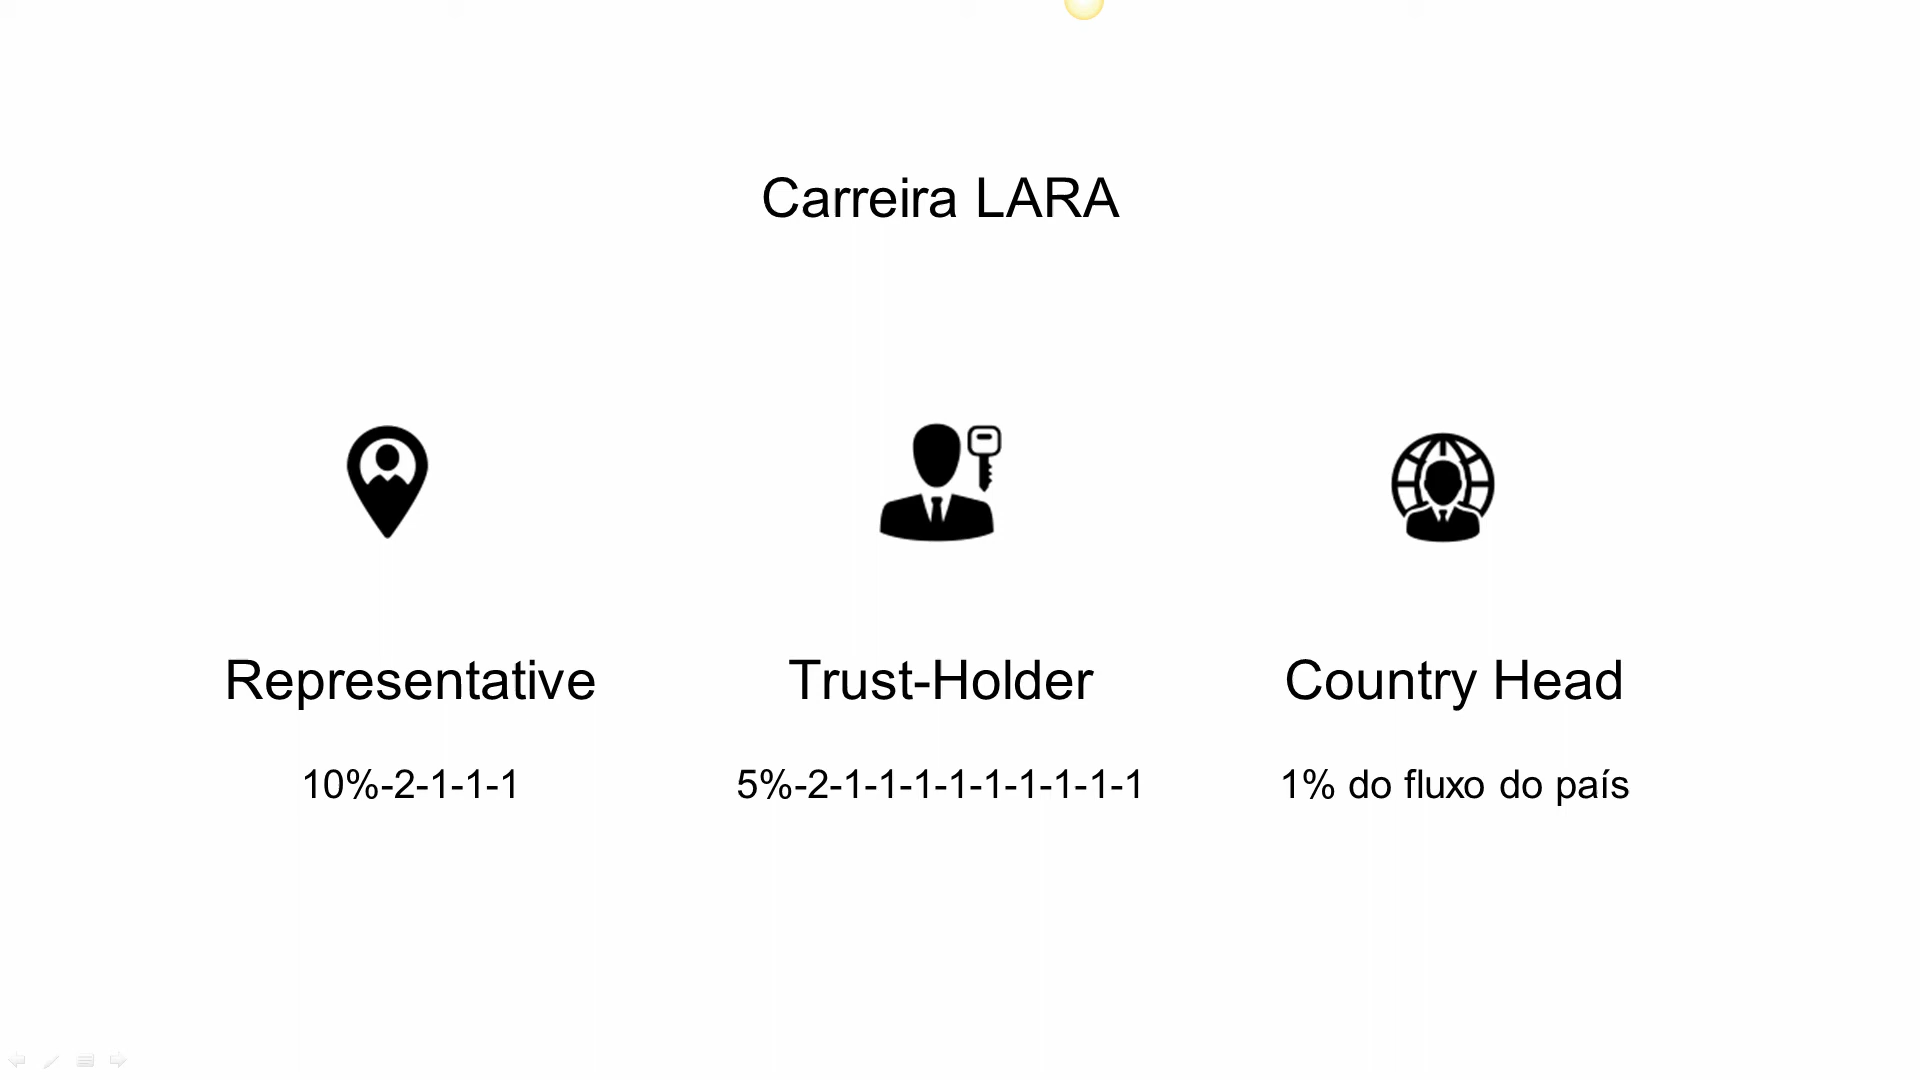 Carreira LARA
Representative
Trust-Holder
Country Head
10%-2-1-1-1
5%-2-1-1-1-1-1-1-1-1-1
1% do fluxo do país